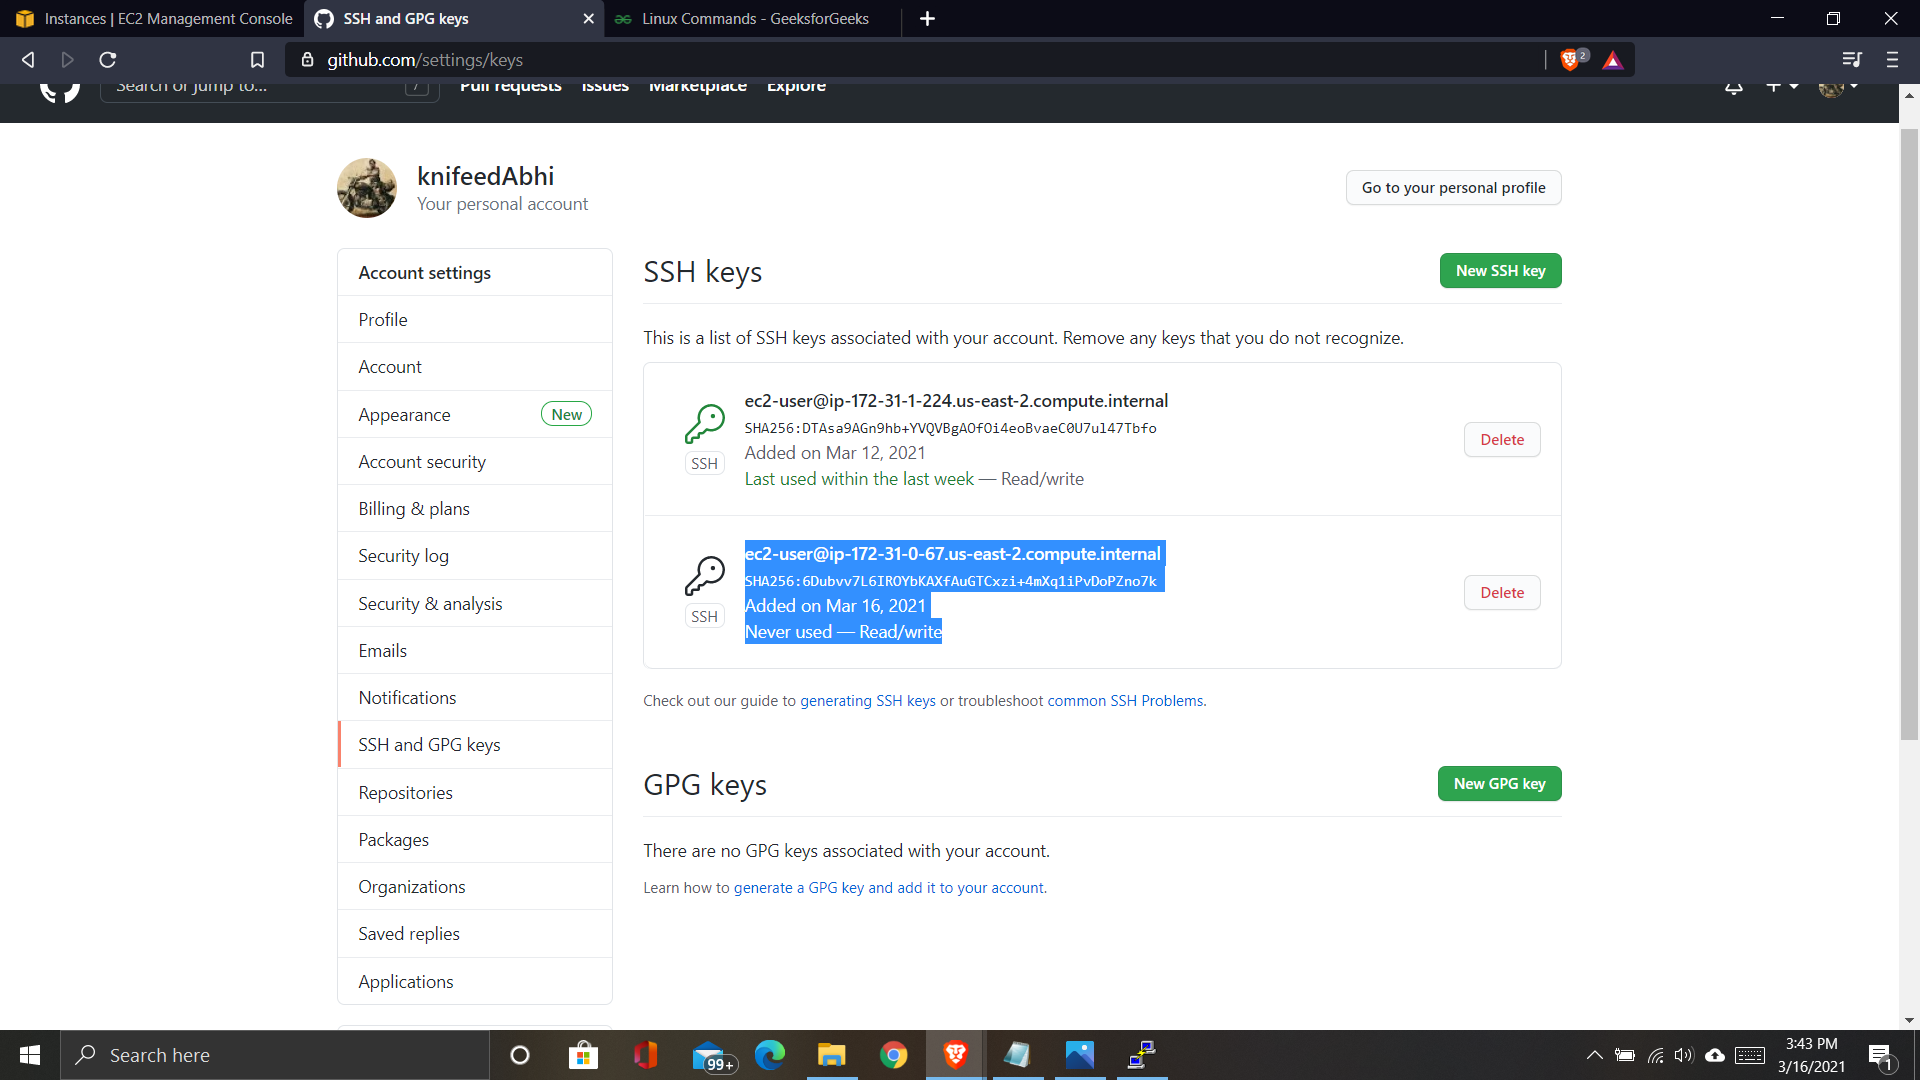 Instances | EC2 Management Console
SSH and GPG keys
Linux Commands - GeeksforGeeks
github.com/settings/keys
2
Search or jump to...
/
Pull requests
Issues
Marketplace
Explore
knifeedAbhi
Your personal account
Go to your personal profile
Account settings
Profile
Account
Appearance
New
Account security
Billing & plans
Security log
Security & analysis
Emails
Notifications
SSH and GPG keys
Repositories
Packages
Organizations
Saved replies
Applications
SSH keys
New SSH key
This is a list of SSH keys associated with your account. Remove any keys that you do not recognize.
SSH
ec2-user@ip-172-31-1-224.us-east-2.compute.internal
SHA256:DTAsa9AGn9hb+YVQVBgAOfOi4eoBvaeC0U7ul47Tbfo
Added on Mar 12, 2021
Last used within the last week — Read/write
Delete
SSH
ec2-user@ip-172-31-0-67.us-east-2.compute.internal
SHA256:6Dubvv7L6IROYbKAXfAuGTCxzi+4mXq1iPvDoPZno7k
Added on Mar 16, 2021
Never used — Read/write
Delete
Check out our guide to generating SSH keys or troubleshoot common SSH Problems.
GPG keys
New GPG key
There are no GPG keys associated with your account.
Learn how to generate a GPG key and add it to your account.
Search here
99+
3:43 PM
3/16/2021
1